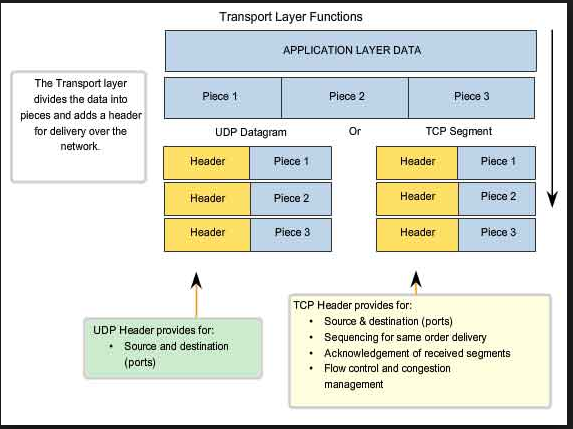 Transport Layer Functions
APPLICATION LAYER DATA
The Transport layer
divides the data into
pieces and adds a header
for delivery over the
network.
Piece 1 Piece 2 Piece 3
UDP Datagram Or TCP Segment
Header Piece 1 Header Piece 1
Header Piece 2 Header Piece 2
Header Piece 3 Header Piece 3
UDP Header provides for:
• Source and destination
(ports)
TCP Header provides for:
• Source & destination (ports)
• Sequencing for same order delivery
• Acknowledgement of received segments
• Flow control and congestion
management